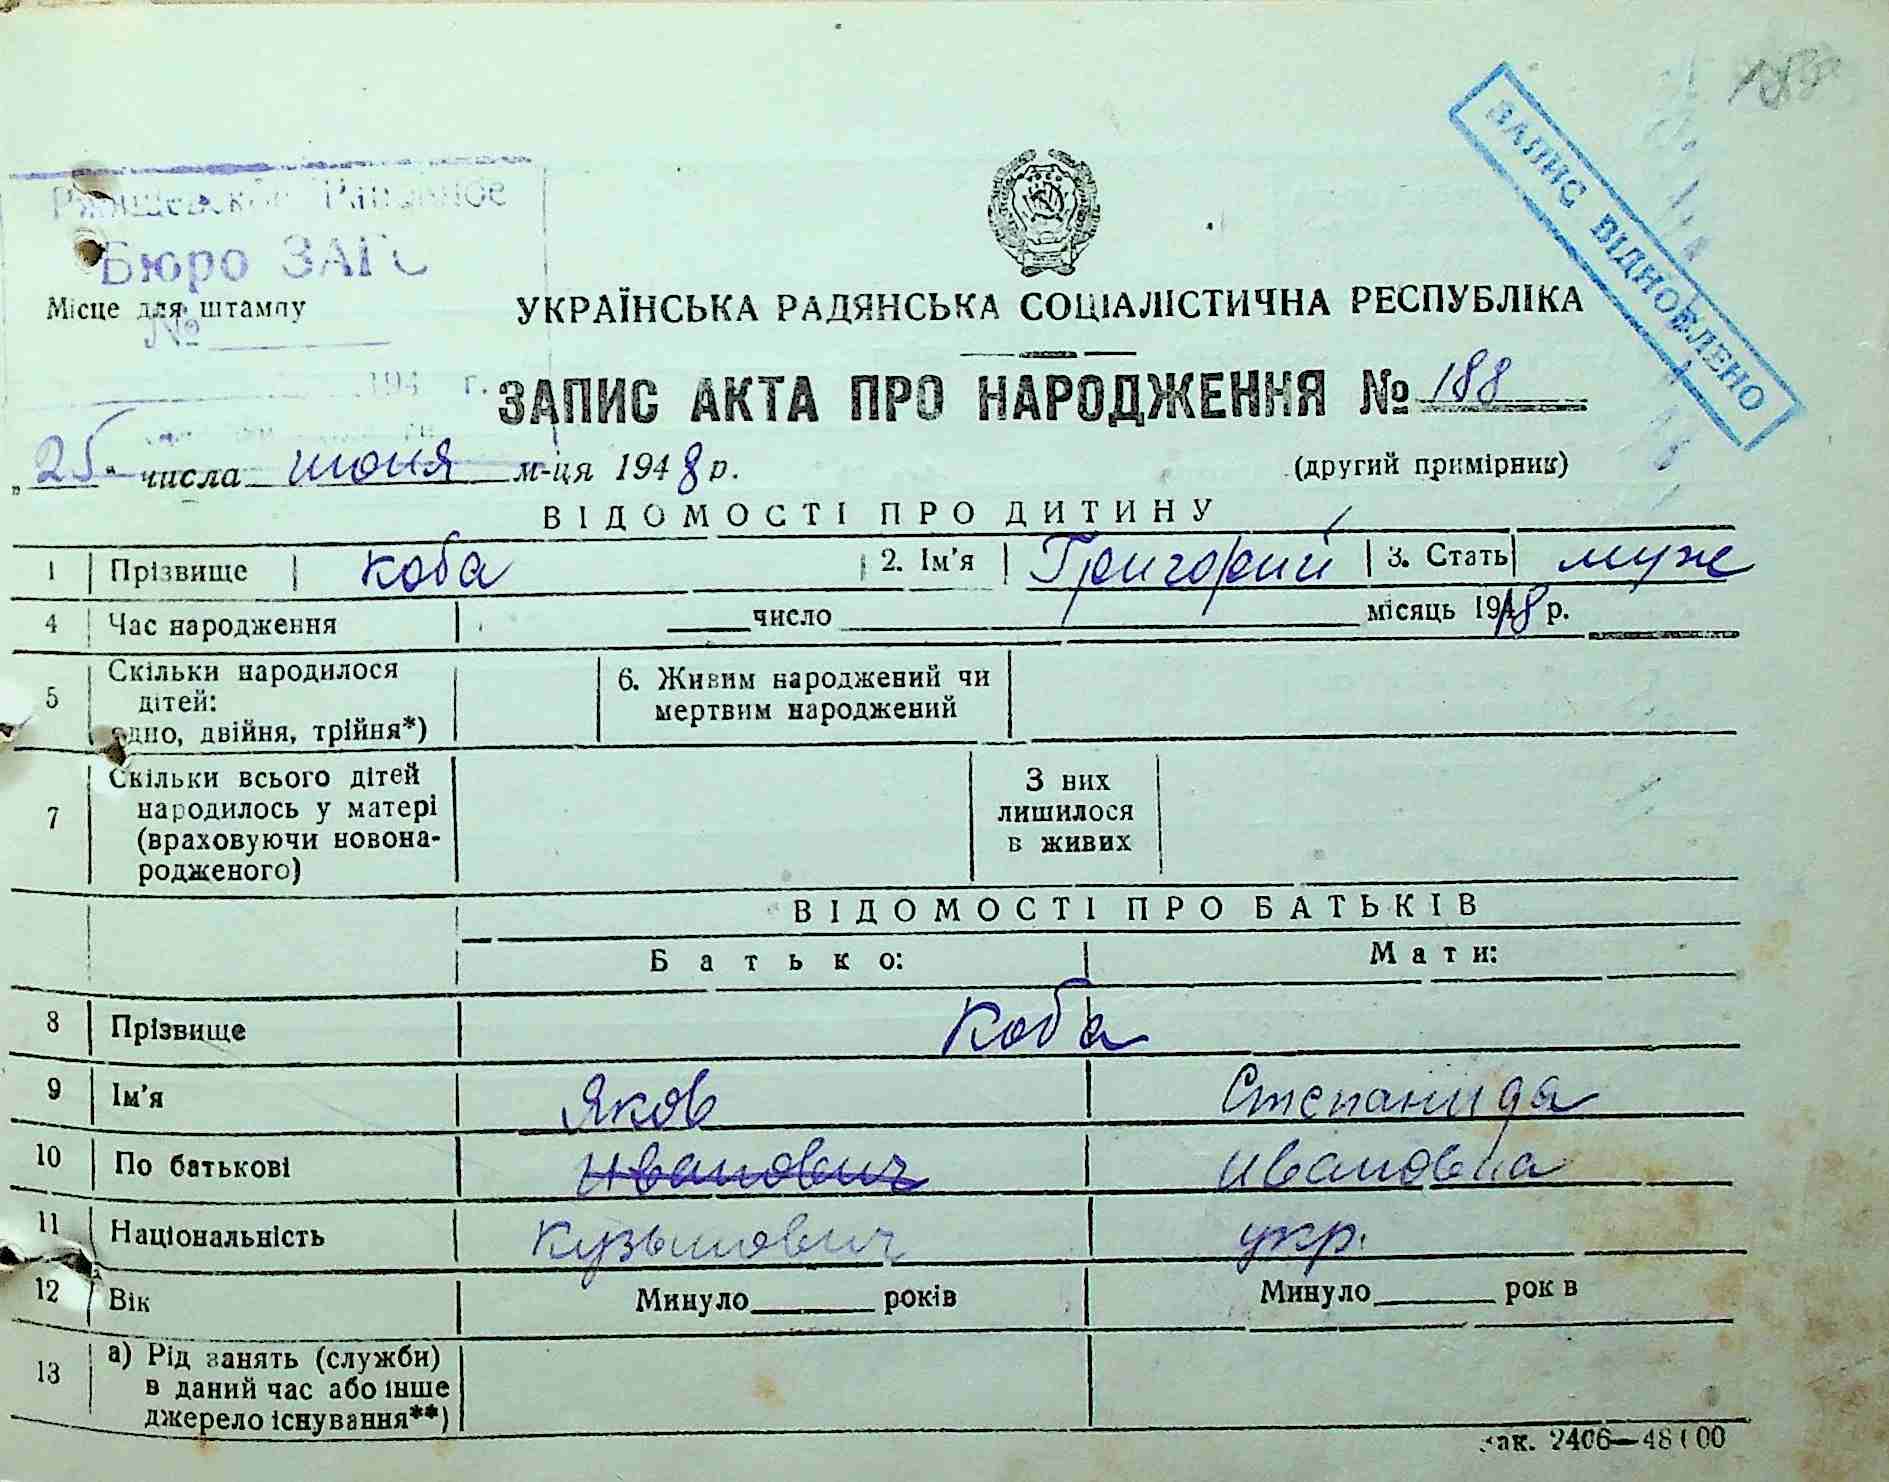 188
ЗАПИС ВІДНОВЛЕНО
Бюро ЗАГС
Місце для штампу
№
194 г.
УКРАЇНСЬКА РАДЯНСЬКА СОЦІАЛІСТИЧНА РЕСПУБЛІКА
ЗАПИС АКТА ПРО НАРОДЖЕННЯ № 188
„25" числа июня м-ця 1948 р.
(другий примірник)
ВІДОМОСТІ ПРО ДИТИНУ
1 Прізвище Коба 2. Ім'я Григорий 3. Стать муж
4 Час народження число місяць 1918 р.
5 Скільки народилося дітей: одно, двійня, трійня*) 6. Живим народжений чи мертвим народжений
7 Скільки всього дітей народилось у матері (враховуючи новона-родженого) З них лишилося в живих
ВІДОМОСТІ ПРО БАТЬКІВ
Батько: Мати:
8 Прізвище Коба
9 Ім'я Яков Степанида
10 По батькові Иванович Ивановна
11 Національність Кузьмович укр.
12 Вік Минуло років Минуло рок в
13 а) Рід занять (служби) в даний час або інше джерело існування**)
зак. 2406—48100